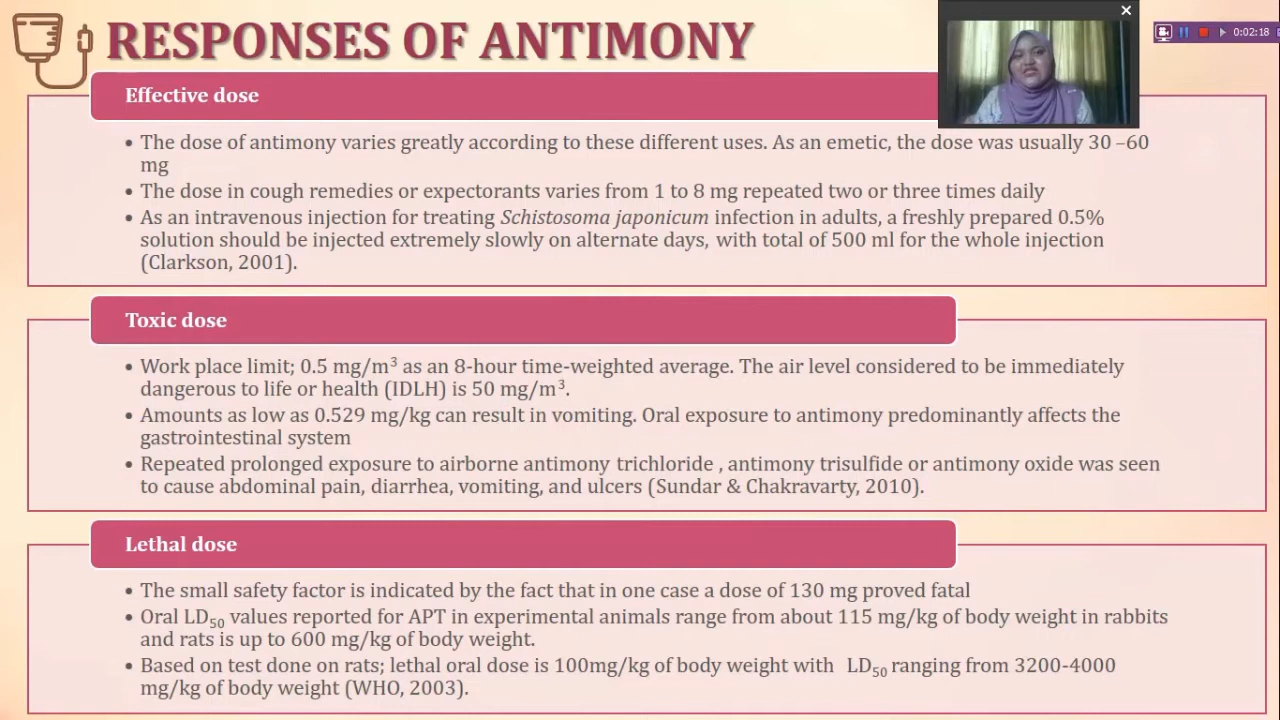 RESPONSES OF ANTIMONY
0:02:18
Effective dose
• The dose of antimony varies greatly according to these different uses. As an emetic, the dose was usually 30 –60
mg
• The dose in cough remedies or expectorants varies from 1 to 8 mg repeated two or three times daily
• As an intravenous injection for treating Schistosoma japonicum infection in adults, a freshly prepared 0.5%
solution should be injected extremely slowly on alternate days, with total of 500 ml for the whole injection
(Clarkson, 2001).
Toxic dose
• Work place limit; 0.5 mg/m³ as an 8-hour time-weighted average. The air level considered to be immediately
dangerous to life or health (IDLH) is 50 mg/m³.
• Amounts as low as 0.529 mg/kg can result in vomiting. Oral exposure to antimony predominantly affects the
gastrointestinal system
• Repeated prolonged exposure to airborne antimony trichloride , antimony trisulfide or antimony oxide was seen
to cause abdominal pain, diarrhea, vomiting, and ulcers (Sundar & Chakravarty, 2010).
Lethal dose
• The small safety factor is indicated by the fact that in one case a dose of 130 mg proved fatal
• Oral LD₅₀ values reported for APT in experimental animals range from about 115 mg/kg of body weight in rabbits
and rats is up to 600 mg/kg of body weight.
• Based on test done on rats; lethal oral dose is 100mg/kg of body weight with LD₅₀ ranging from 3200-4000
mg/kg of body weight (WHO, 2003).